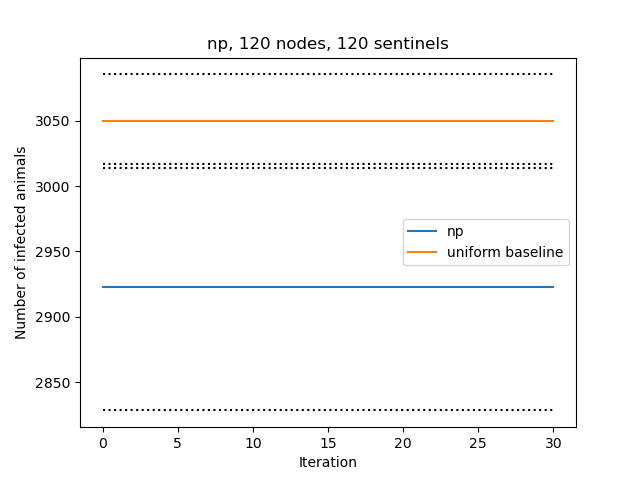 np, 120 nodes, 120 sentinels
Number of infected animals
3050
3000
2950
2900
2850
np
uniform baseline
0 5 10 15 20 25 30
Iteration